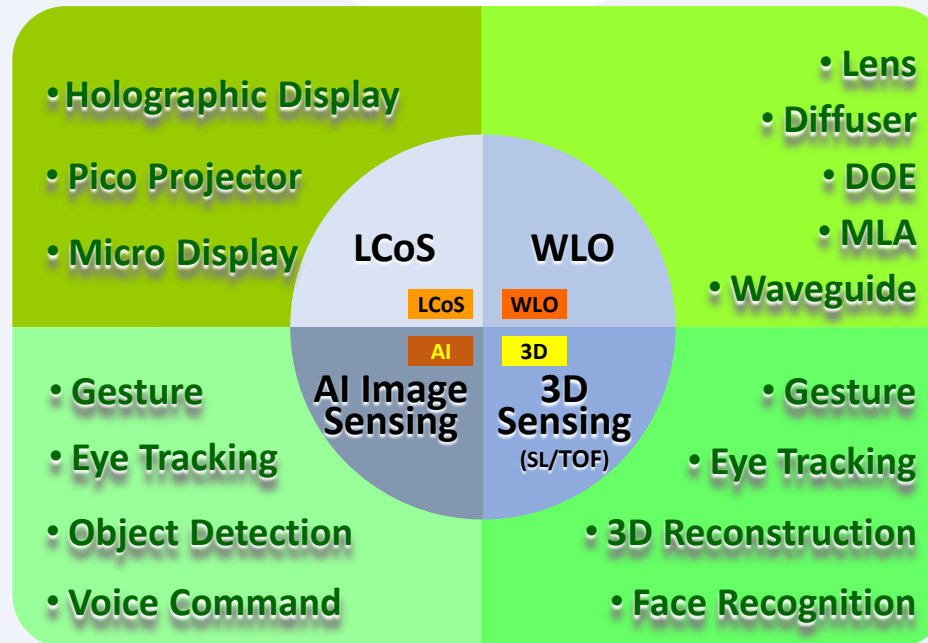 • Holographic Display
• Pico Projector
• Micro Display
• Lens
• Diffuser
• DOE
• MLA
• Waveguide
LCoS
WLO
LCoS
WLO
AI
3D
AI Image
Sensing
3D
Sensing
(SL/TOF)
• Gesture
• Eye Tracking
• Object Detection
• Voice Command
• Gesture
• Eye Tracking
• 3D Reconstruction
• Face Recognition